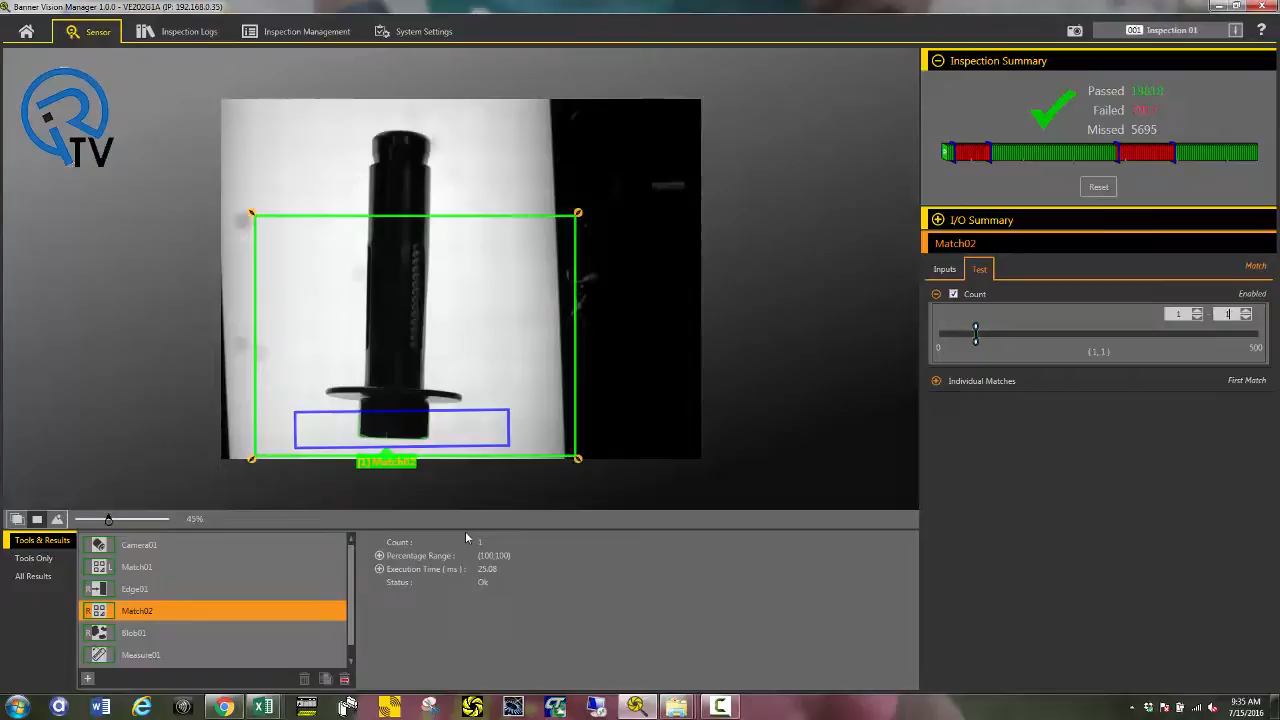 Banner Vision Manager 1.0.0 - VE202G1A (IP: 192.168.0.35)
Sensor
Inspection Logs
Inspection Management
System Settings
001 Inspection 01
i
?
iR
TV
Inspection Summary
Passed
Failed
Missed 5695
Reset
I/O Summary
Match02
Inputs
Test
Match
Count
Enabled
1 - 1
0
500
(1, 1)
Individual Matches
First Match
(1) Match02
45%
Tools & Results
Tools Only
All Results
Camera01
Match01
L
Edge01
R
Match02
R
Blob01
R
Measure01
Count : 1
Percentage Range : (100;100)
Execution Time ( ms ) : 25.08
Status : Ok
9:35 AM
7/15/2016